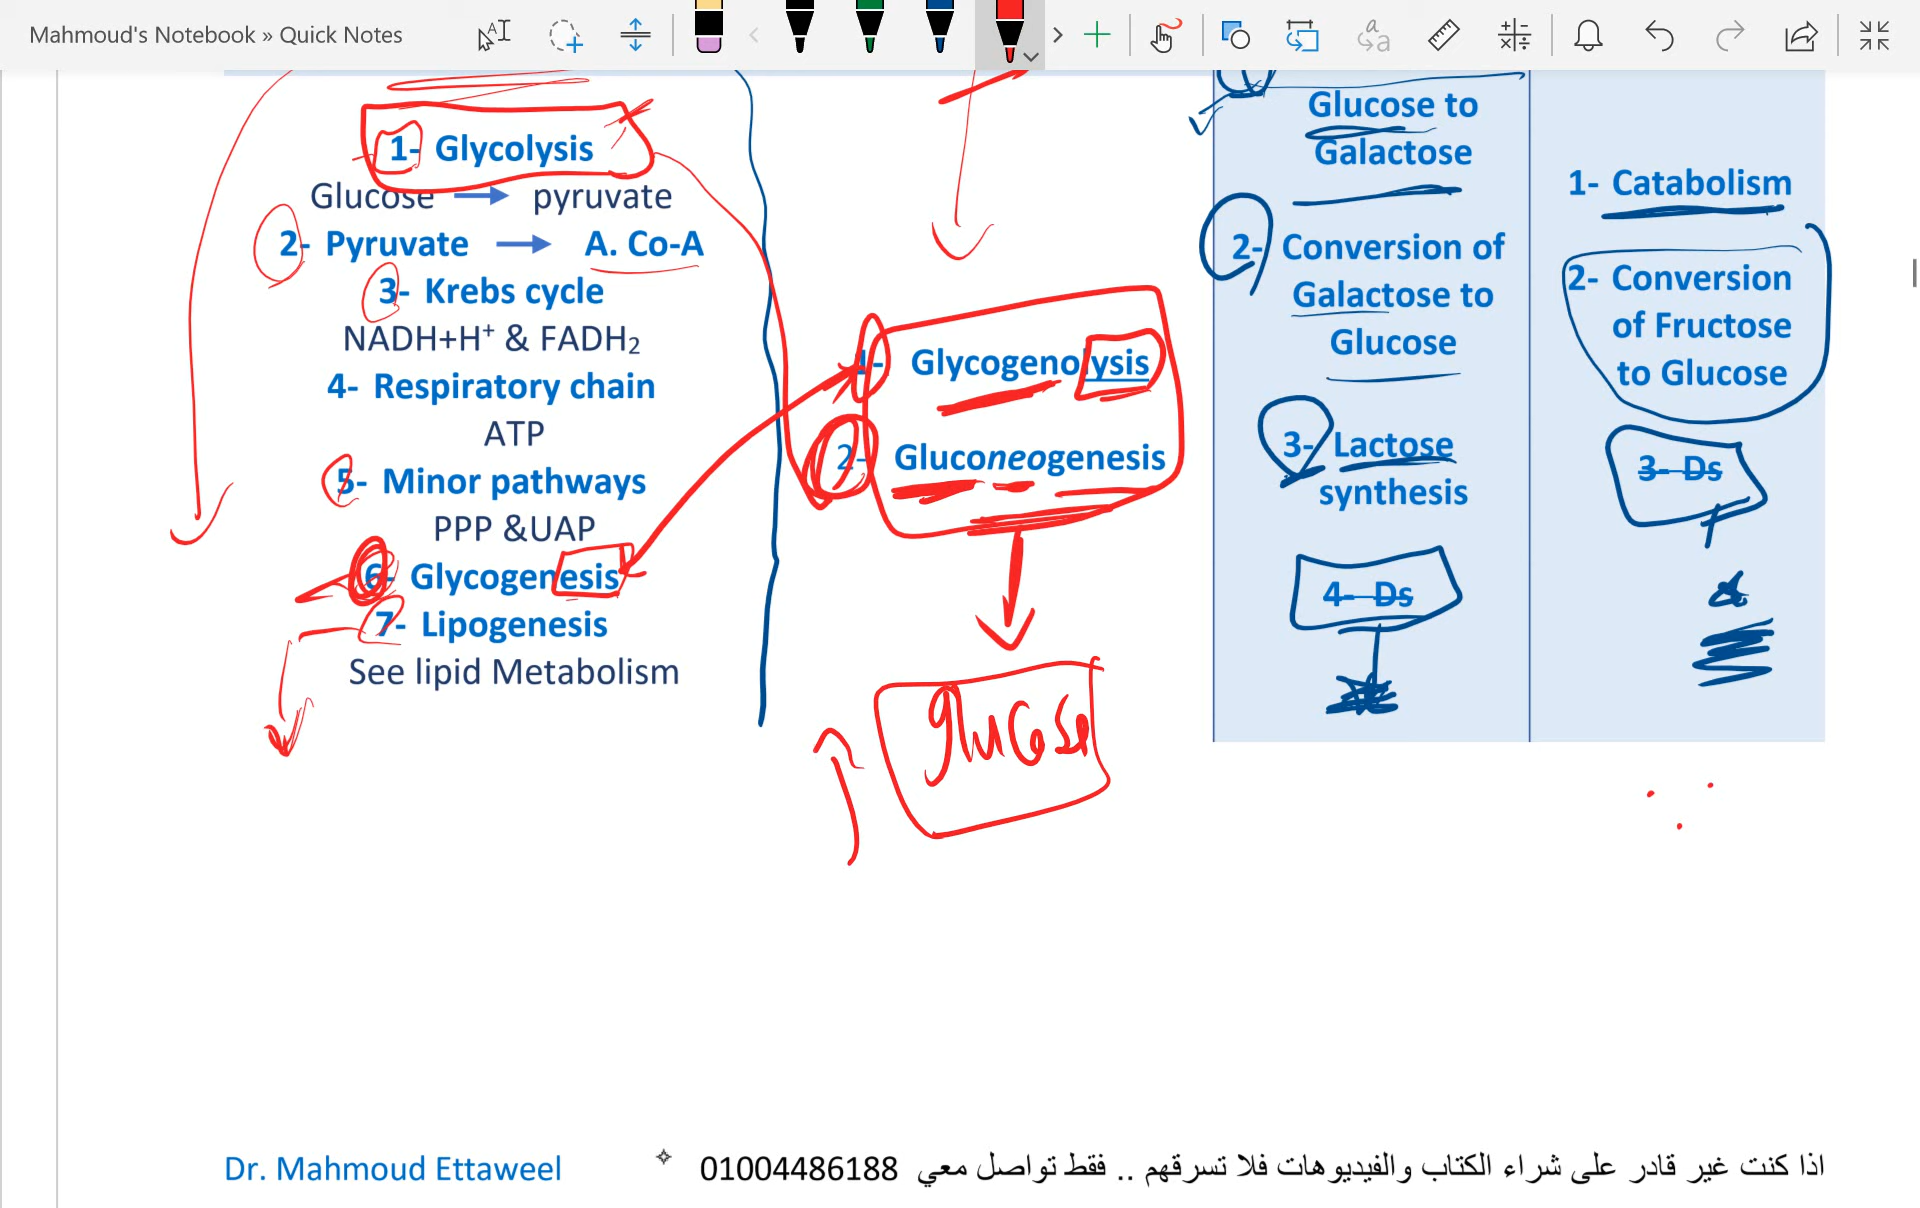 Mahmoud's Notebook » Quick Notes
1- Glycolysis
Glucose → pyruvate
2- Pyruvate → A. Co-A
3- Krebs cycle
NADH+H⁺ & FADH₂
4- Respiratory chain
ATP
5- Minor pathways
PPP &UAP
6- Glycogenesis
7- Lipogenesis
See lipid Metabolism
1- Glycogenolysis
2- Gluconeogenesis
glucose
Glucose to
Galactose
2- Conversion of
Galactose to
Glucose
3- Lactose
synthesis
4- Ds
1- Catabolism
2- Conversion
of Fructose
to Glucose
3- Ds
Dr. Mahmoud Ettaweel
اذا كنت غير قادر على شراء الكتاب والفيديوهات فلا تسرقهم .. فقط تواصل معي 01004486188